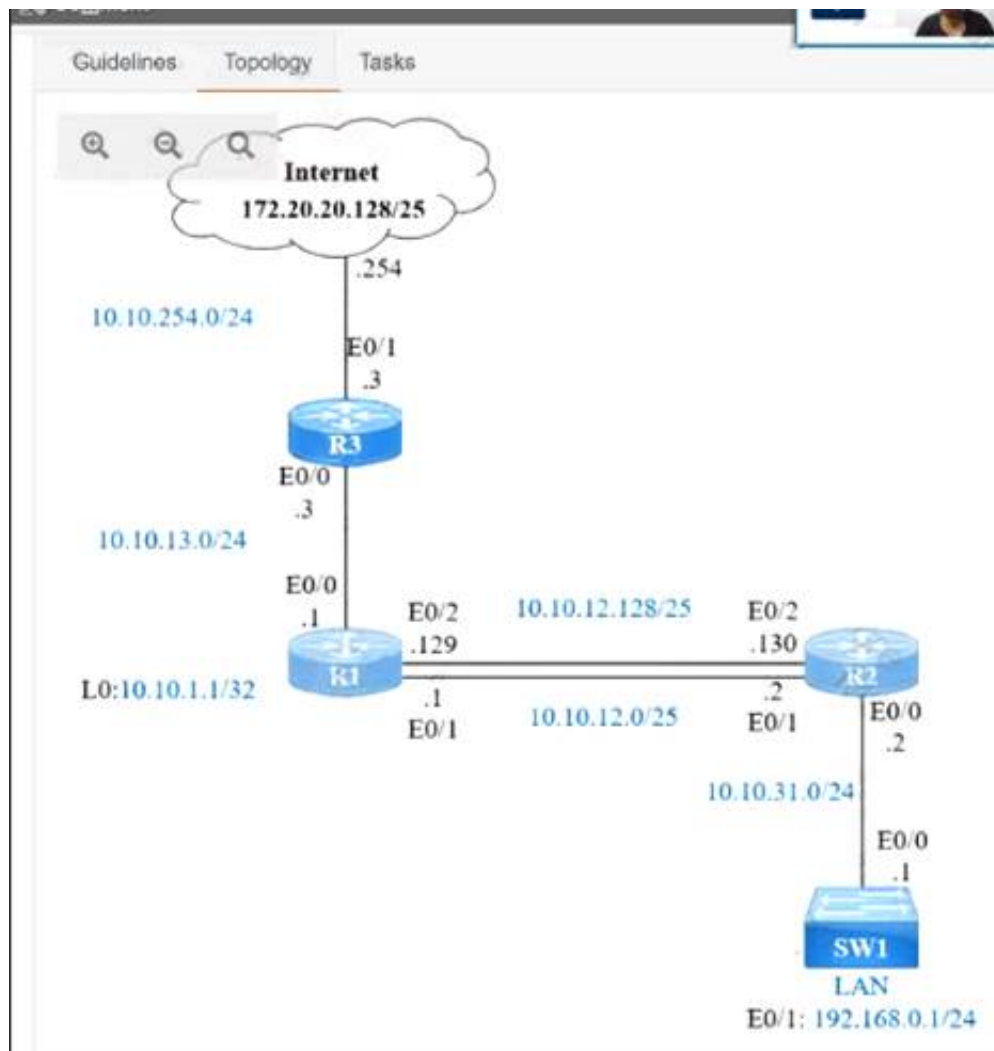 Guidelines Topology Tasks
Internet
172.20.20.128/25
.254
10.10.254.0/24
E0/1
.3
R3
E0/0
.3
10.10.13.0/24
E0/0
.1
E0/2 10.10.12.128/25 E0/2
.129 .130
R1 R2
L0:10.10.1.1/32
.1 .2
E0/1 10.10.12.0/25 E0/1
E0/0
.2
10.10.31.0/24
E0/0
.1
SW1
LAN
E0/1: 192.168.0.1/24